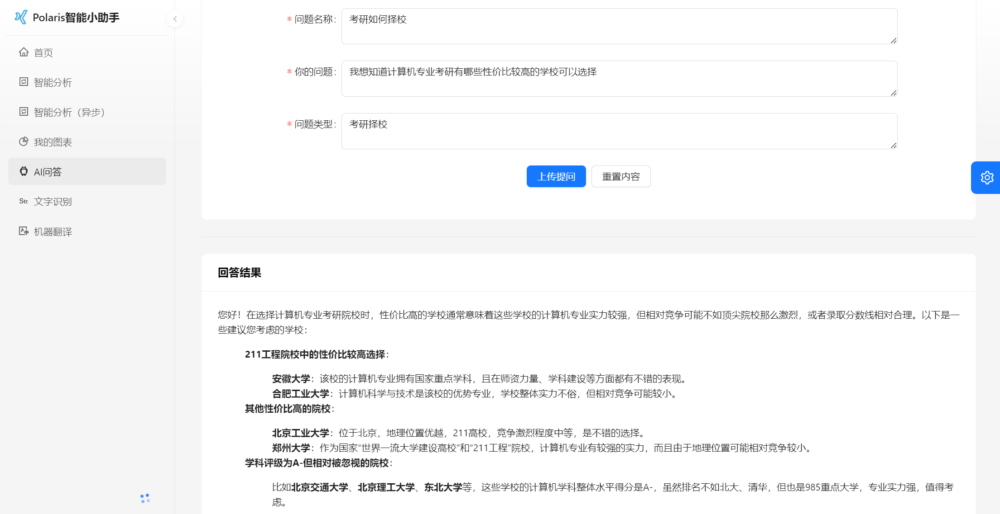 Polaris智能小助手
首页
智能分析
智能分析（异步）
我的图表
AI问答
Str. 文字识别
机器翻译
* 问题名称： 考研如何择校
* 你的问题： 我想知道计算机专业考研有哪些性价比较高的学校可以选择
* 问题类型： 考研择校
上传提问 重置内容
回答结果
您好！在选择计算机专业考研院校时，性价比高的学校通常意味着这些学校的计算机专业实力较强，但相对竞争可能不如顶尖院校那么激烈，或者录取分数线相对合理。以下是一
些建议您考虑的学校：
211工程院校中的性价比较高选择：
安徽大学：该校的计算机专业拥有国家重点学科，且在师资力量、学科建设等方面都有不错的表现。
合肥工业大学：计算机科学与技术是该校的优势专业，学校整体实力不俗，但相对竞争可能较小。
其他性价比高的院校：
北京工业大学：位于北京，地理位置优越，211高校，竞争激烈程度中等，是不错的选择。
郑州大学：作为国家“世界一流大学建设高校”和“211工程”院校，计算机专业有较强的实力，而且由于地理位置可能相对竞争较小。
学科评级为A-但相对被忽视的院校：
比如北京交通大学、北京理工大学、东北大学等，这些学校的计算机学科整体水平得分是A-，虽然排名不如北大、清华，但也是985重点大学，专业实力强，值得考
虑。